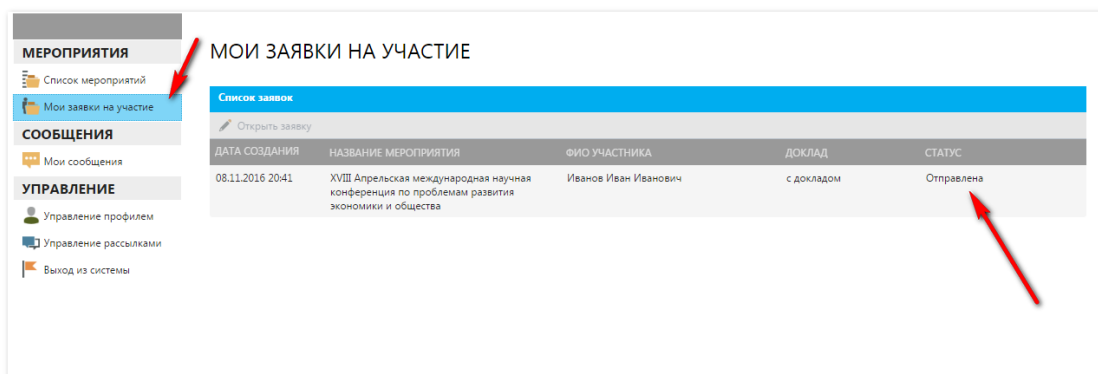 МЕРОПРИЯТИЯ
Список мероприятий
Мои заявки на участие
СООБЩЕНИЯ
Мои сообщения
УПРАВЛЕНИЕ
Управление профилем
Управление рассылками
Выход из системы
МОИ ЗАЯВКИ НА УЧАСТИЕ
Список заявок
Открыть заявку
ДАТА СОЗДАНИЯ НАЗВАНИЕ МЕРОПРИЯТИЯ ФИО УЧАСТНИКА ДОКЛАД СТАТУС
08.11.2016 20:41 XVIII Апрельская международная научная Иванов Иван Иванович с докладом Отправлена
конференция по проблемам развития
экономики и общества